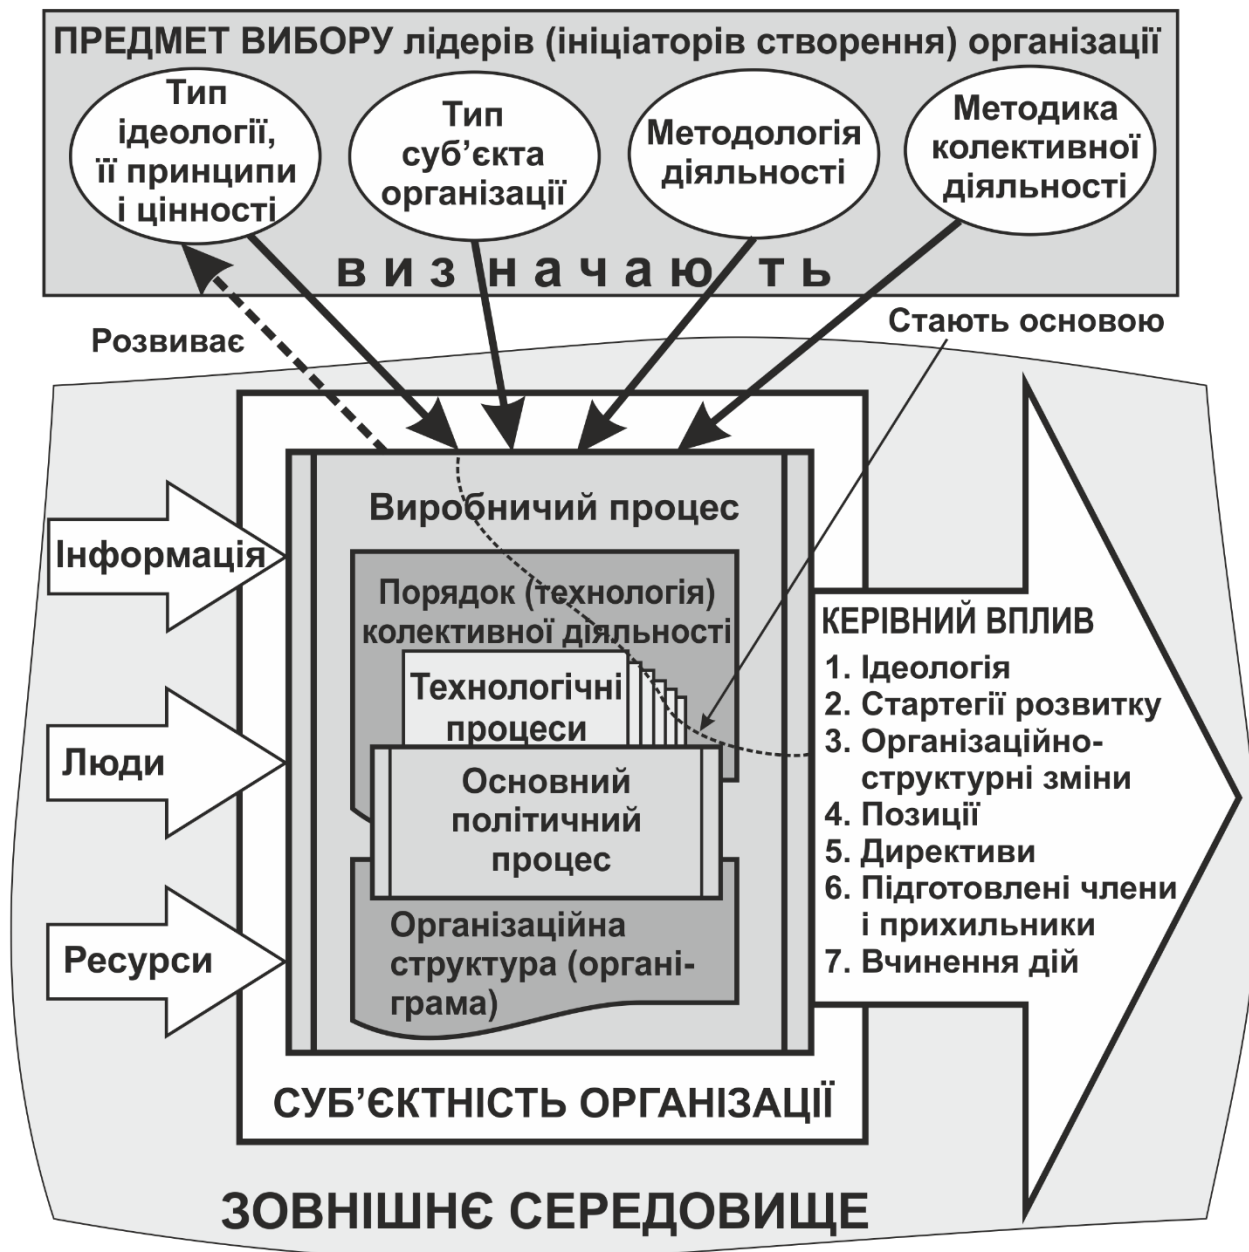 ПРЕДМЕТ ВИБОРУ лідерів (ініціаторів створення) організації
Тип
ідеології,
її принципи
і цінності
Тип
суб’єкта
організації
Методологія
діяльності
Методика
колективної
діяльності
визначають
Розвиває
Стають основою
Інформація
Люди
Ресурси
Виробничий процес
Порядок (технологія)
колективної діяльності
Технологічні
процеси
Основний
політичний
процес
Організаційна
структура (органі-
грама)
КЕРІВНИЙ ВПЛИВ
1. Ідеологія
2. Стартегії розвитку
3. Організаційно-
структурні зміни
4. Позиції
5. Директиви
6. Підготовлені члени
і прихильники
7. Вчинення дій
СУБ’ЄКТНІСТЬ ОРГАНІЗАЦІЇ
ЗОВНІШНЄ СЕРЕДОВИЩЕ